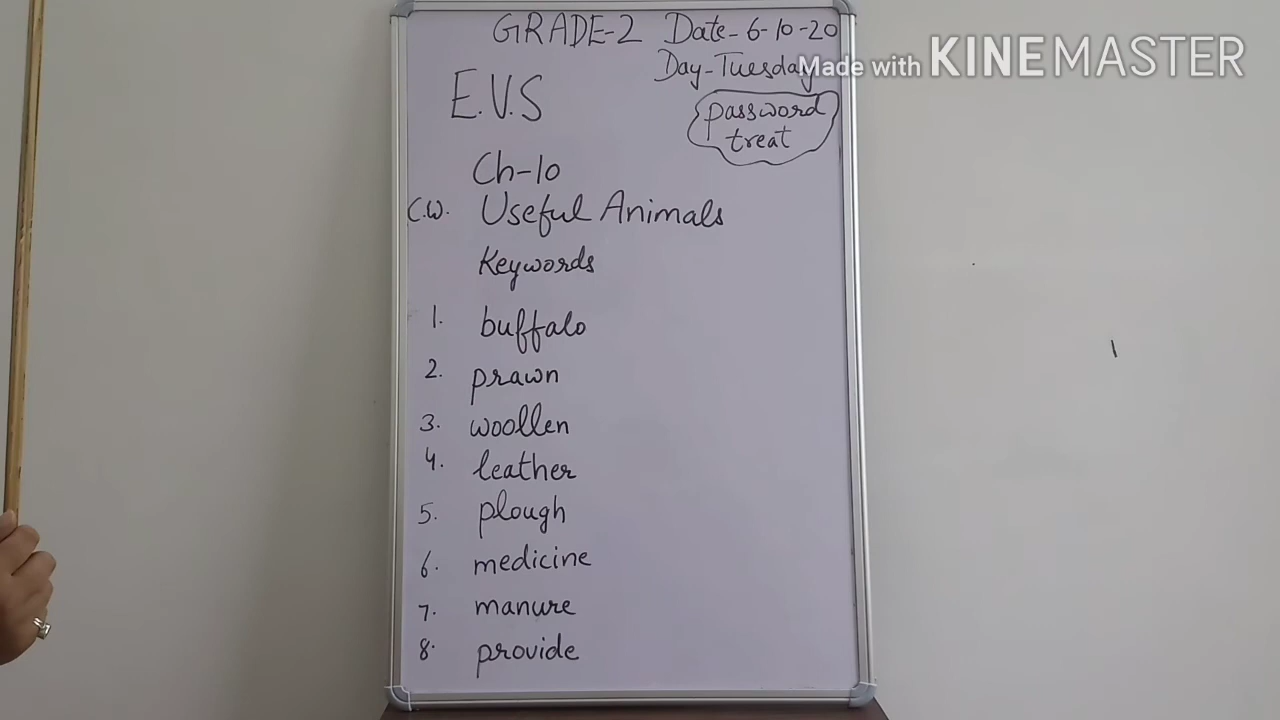 GRADE-2 Date- 6-10-20
Day-Tuesday
Made with KINEMASTER
E.V.S
password
treat
Ch-10
C.W. Useful Animals
Keywords
1. buffalo
2. prawn
3. woollen
4. leather
5. plough
6. medicine
7. manure
8. provide